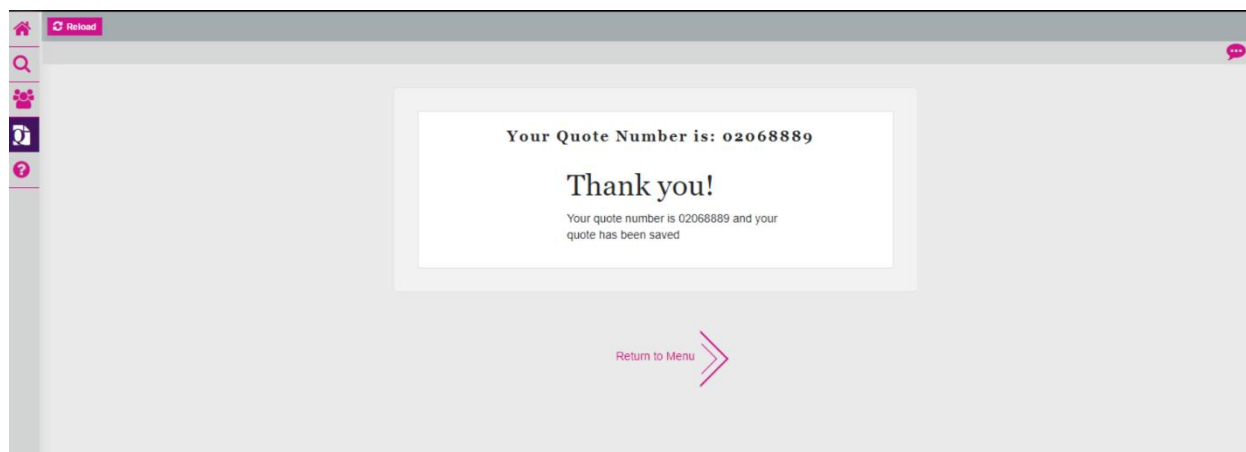 Reload
Your Quote Number is: 02068889
Thank you!
Your quote number is 02068889 and your
quote has been saved
Return to Menu